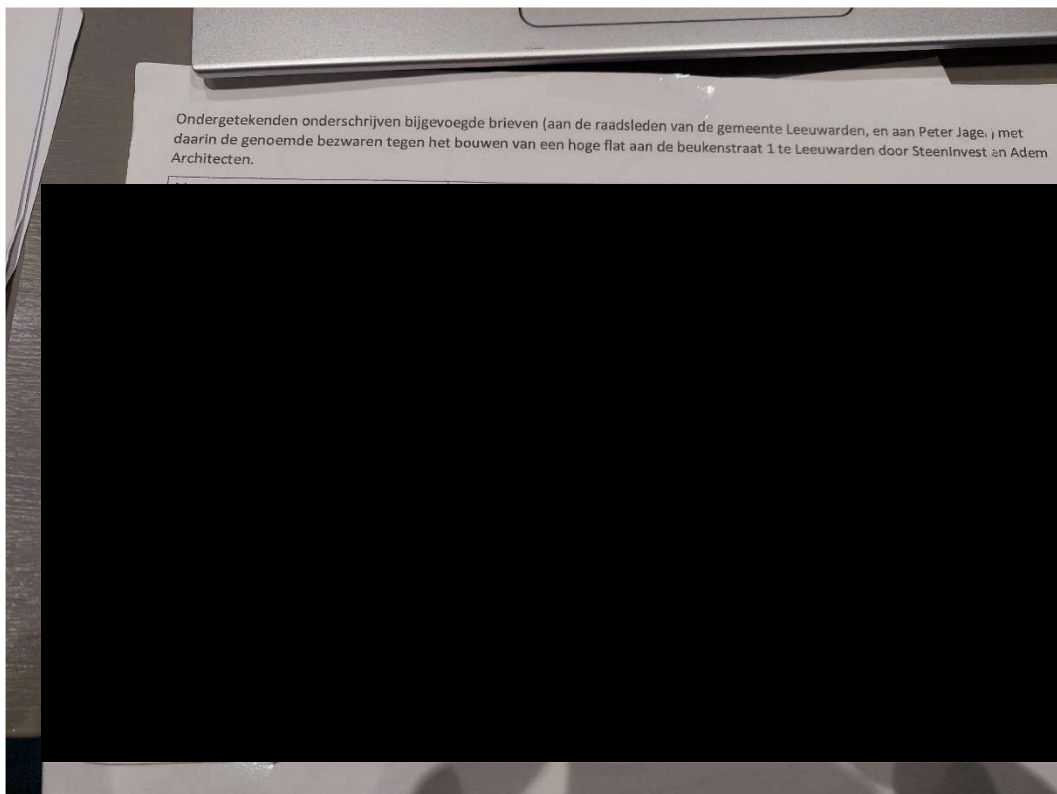 Ondergetekenden onderschrijven bijgevoegde brieven (aan de raadsleden van de gemeente Leeuwarden, en aan Peter Jage. ) met
daarin de genoemde bezwaren tegen het bouwen van een hoge flat aan de beukenstraat 1 te Leeuwarden door SteenInvest en Adem
Architecten.